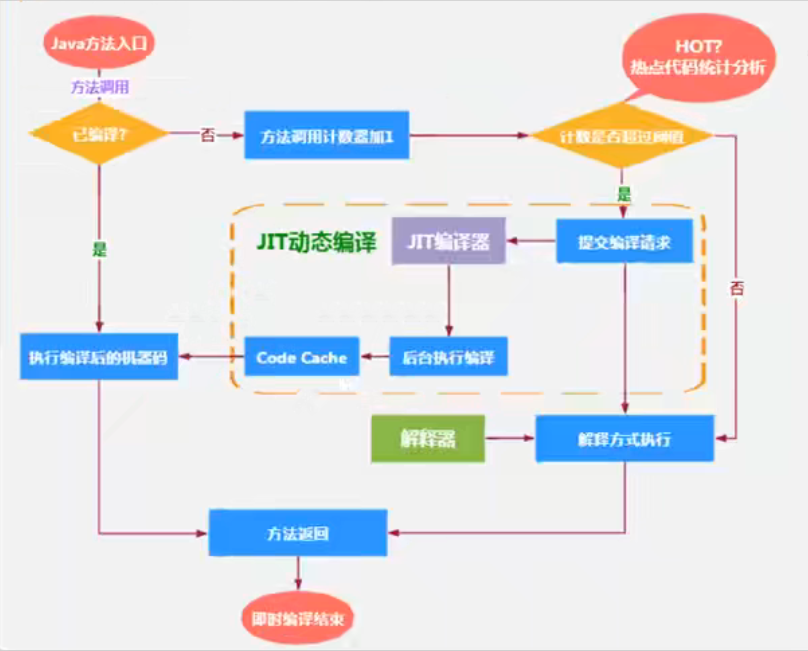 Java方法入口
HOT?
热点代码统计分析
方法调用
已编译?
否
方法调用计数器加1
计数是否超过阈值
是
JIT动态编译
JIT编译器
提交编译请求
是
否
执行编译后的机器码
Code Cache
后台执行编译
解释器
解释方式执行
方法返回
即时编译结束